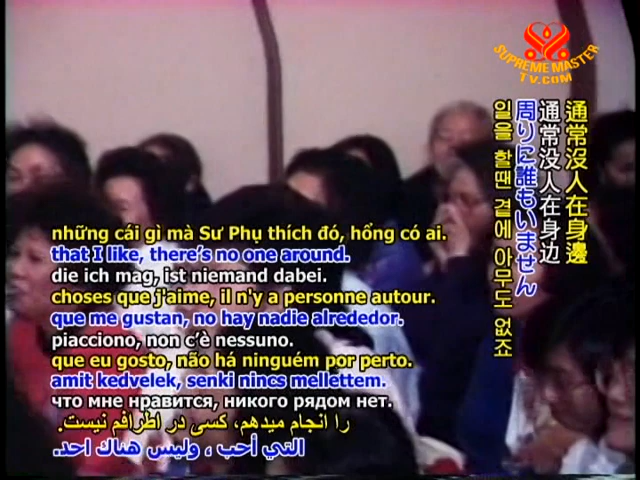 SUPREME MASTER
TV.COM
通常沒人在身邊
通常没人在身边
周りに誰もいません
일을 할땐 곁에 아무도 없죠
những cái gì mà Sư Phụ thích đó, hổng có ai.
that I like, there's no one around.
die ich mag, ist niemand dabei.
choses que j'aime, il n'y a personne autour.
que me gustan, no hay nadie alrededor.
piacciono, non c'è nessuno.
que eu gosto, não há ninguém por perto.
amit kedvelek, senki nincs mellettem.
что мне нравится, никого рядом нет.
را انجام میدهم، کسی در اطرافم نیست.
التي أحب ، وليس هناك احد.